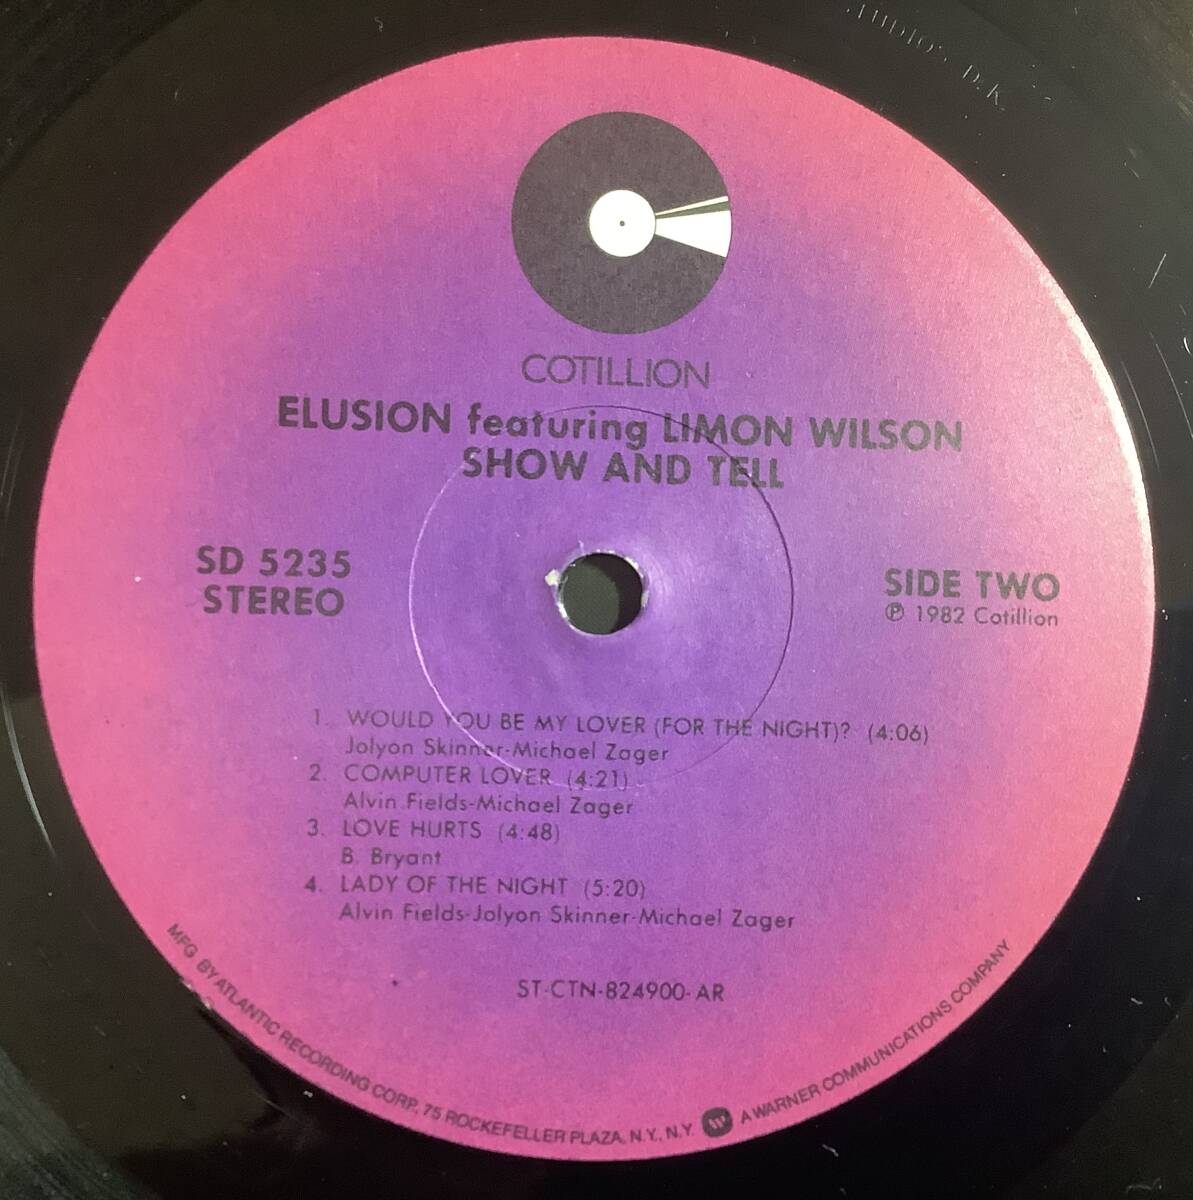 TUDIO D.K.
COTILLION
ELUSION featuring LIMON WILSON
SHOW AND TELL
SD 5235
STEREO
SIDE TWO
℗ 1982 Cotillion
1. WOULD YOU BE MY LOVER (FOR THE NIGHT)? (4:06)
Jolyon Skinner-Michael Zager
2. COMPUTER LOVER (4:21)
Alvin Fields-Michael Zager
3. LOVE HURTS (4:48)
B. Bryant
4. LADY OF THE NIGHT (5:20)
Alvin Fields-Jolyon Skinner-Michael Zager
ST-CTN-824900-AR
MFG. BY ATLANTIC RECORDING CORP., 75 ROCKEFELLER PLAZA, N.Y., N.Y. A WARNER COMMUNICATIONS COMPANY